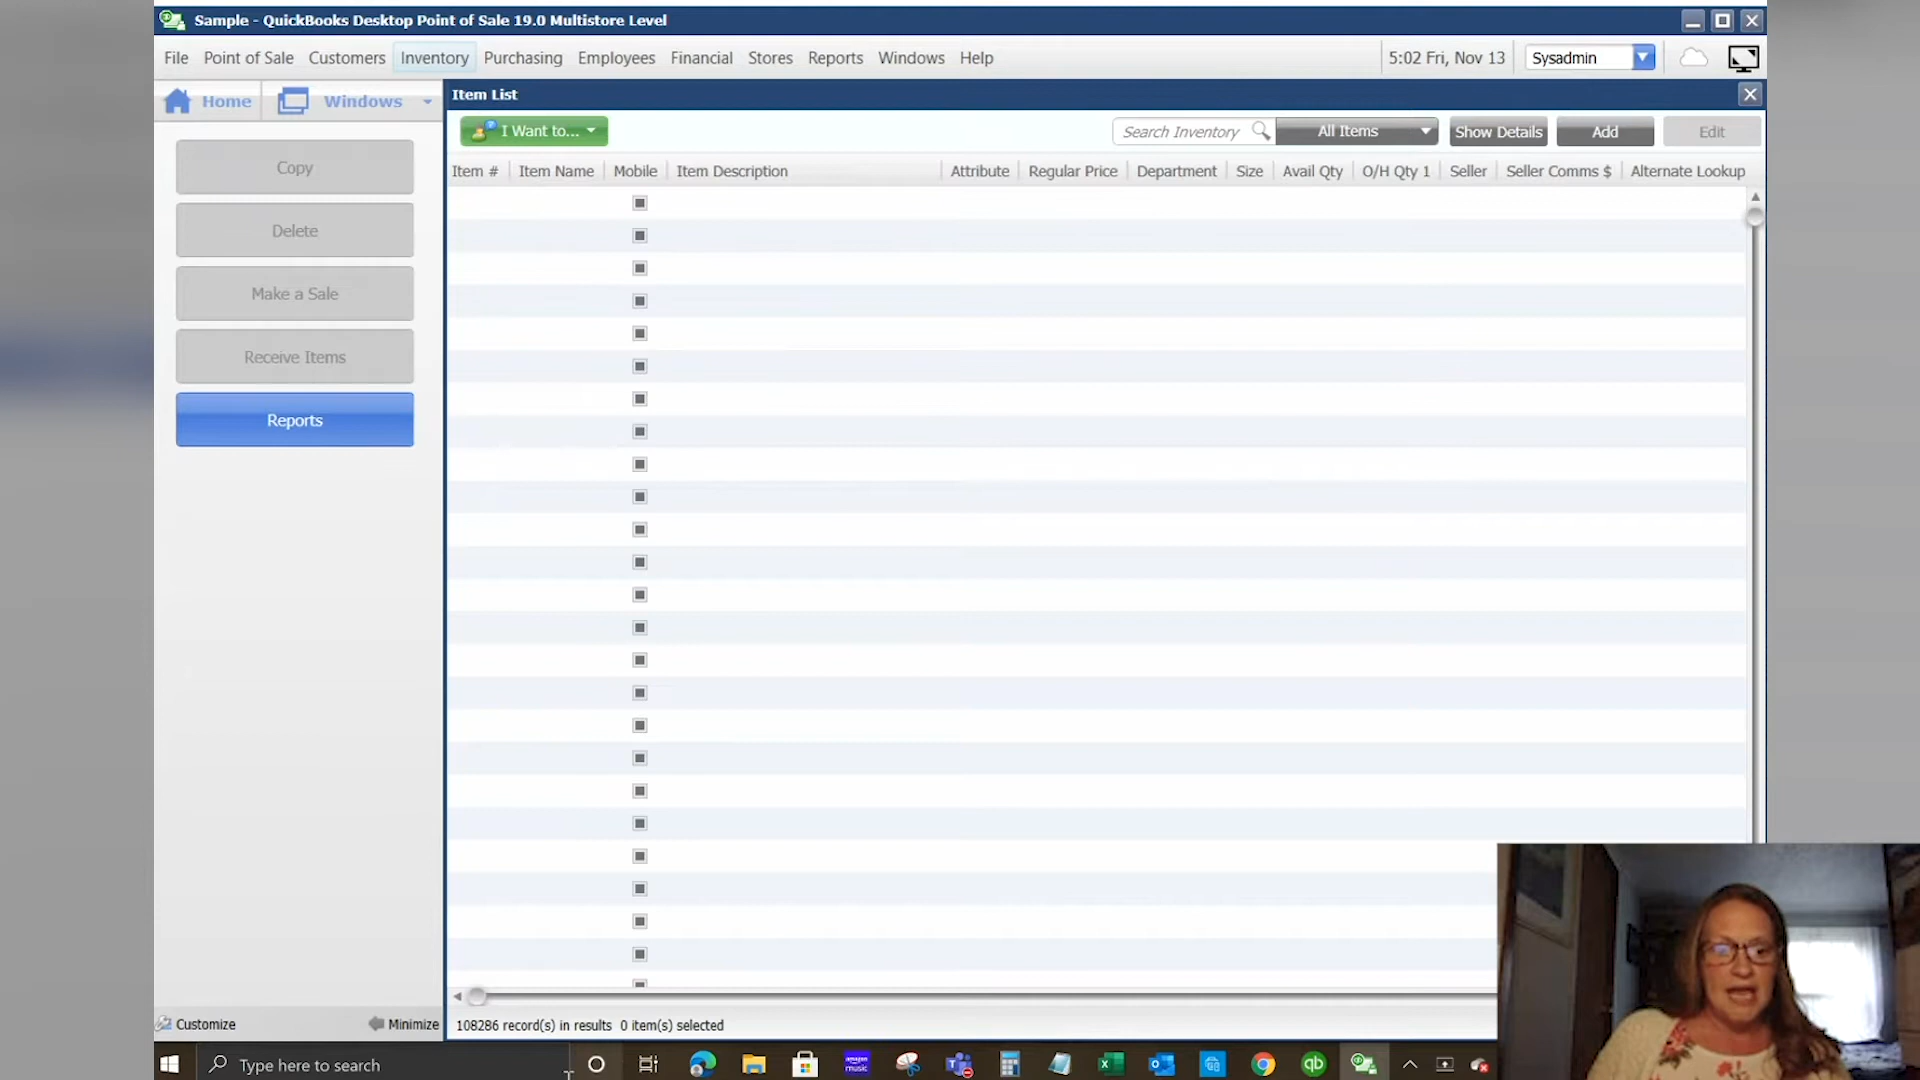 Sample - QuickBooks Desktop Point of Sale 19.0 Multistore Level
File Point of Sale Customers Inventory Purchasing Employees Financial Stores Reports Windows Help 5:02 Fri, Nov 13 Sysadmin
Home Windows
Item List
I Want to... Search Inventory All Items Show Details Add Edit
Item # Item Name Mobile Item Description Attribute Regular Price Department Size Avail Qty O/H Qty 1 Seller Seller Comms $ Alternate Lookup
Copy
Delete
Make a Sale
Receive Items
Reports
Customize Minimize
108286 record(s) in results 0 item(s) selected
Type here to search